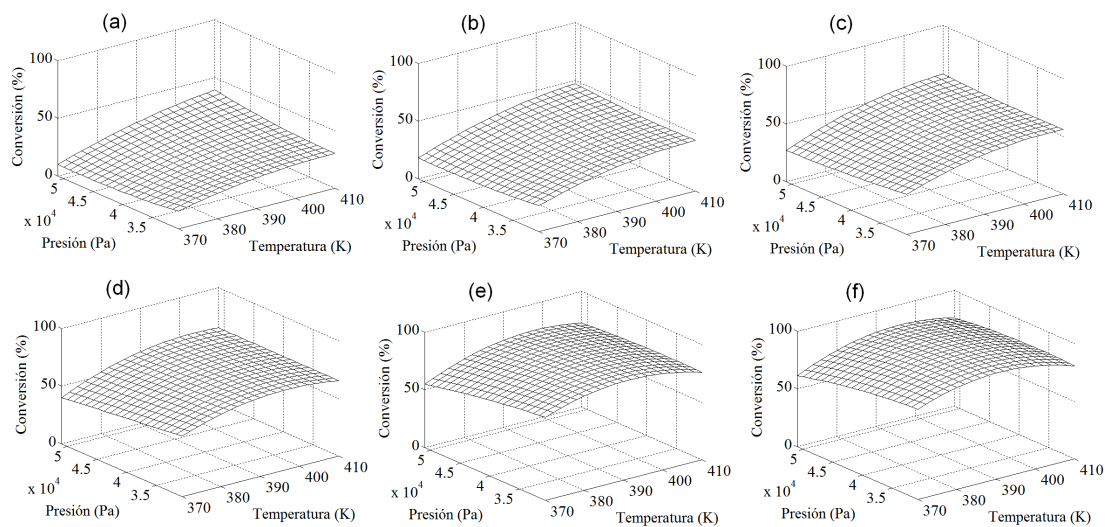 (a)
Conversión (%)
100
50
0
5
4.5
4
3.5
x 10^4
Presión (Pa)
370
380
390
400
410
Temperatura (K)
(b)
Conversión (%)
100
50
0
5
4.5
4
3.5
x 10^4
Presión (Pa)
370
380
390
400
410
Temperatura (K)
(c)
Conversión (%)
100
50
0
5
4.5
4
3.5
x 10^4
Presión (Pa)
370
380
390
400
410
Temperatura (K)
(d)
Conversión (%)
100
50
0
5
4.5
4
3.5
x 10^4
Presión (Pa)
370
380
390
400
410
Temperatura (K)
(e)
Conversión (%)
100
50
0
5
4.5
4
3.5
x 10^4
Presión (Pa)
370
380
390
400
410
Temperatura (K)
(f)
Conversión (%)
100
50
0
5
4.5
4
3.5
x 10^4
Presión (Pa)
370
380
390
400
410
Temperatura (K)